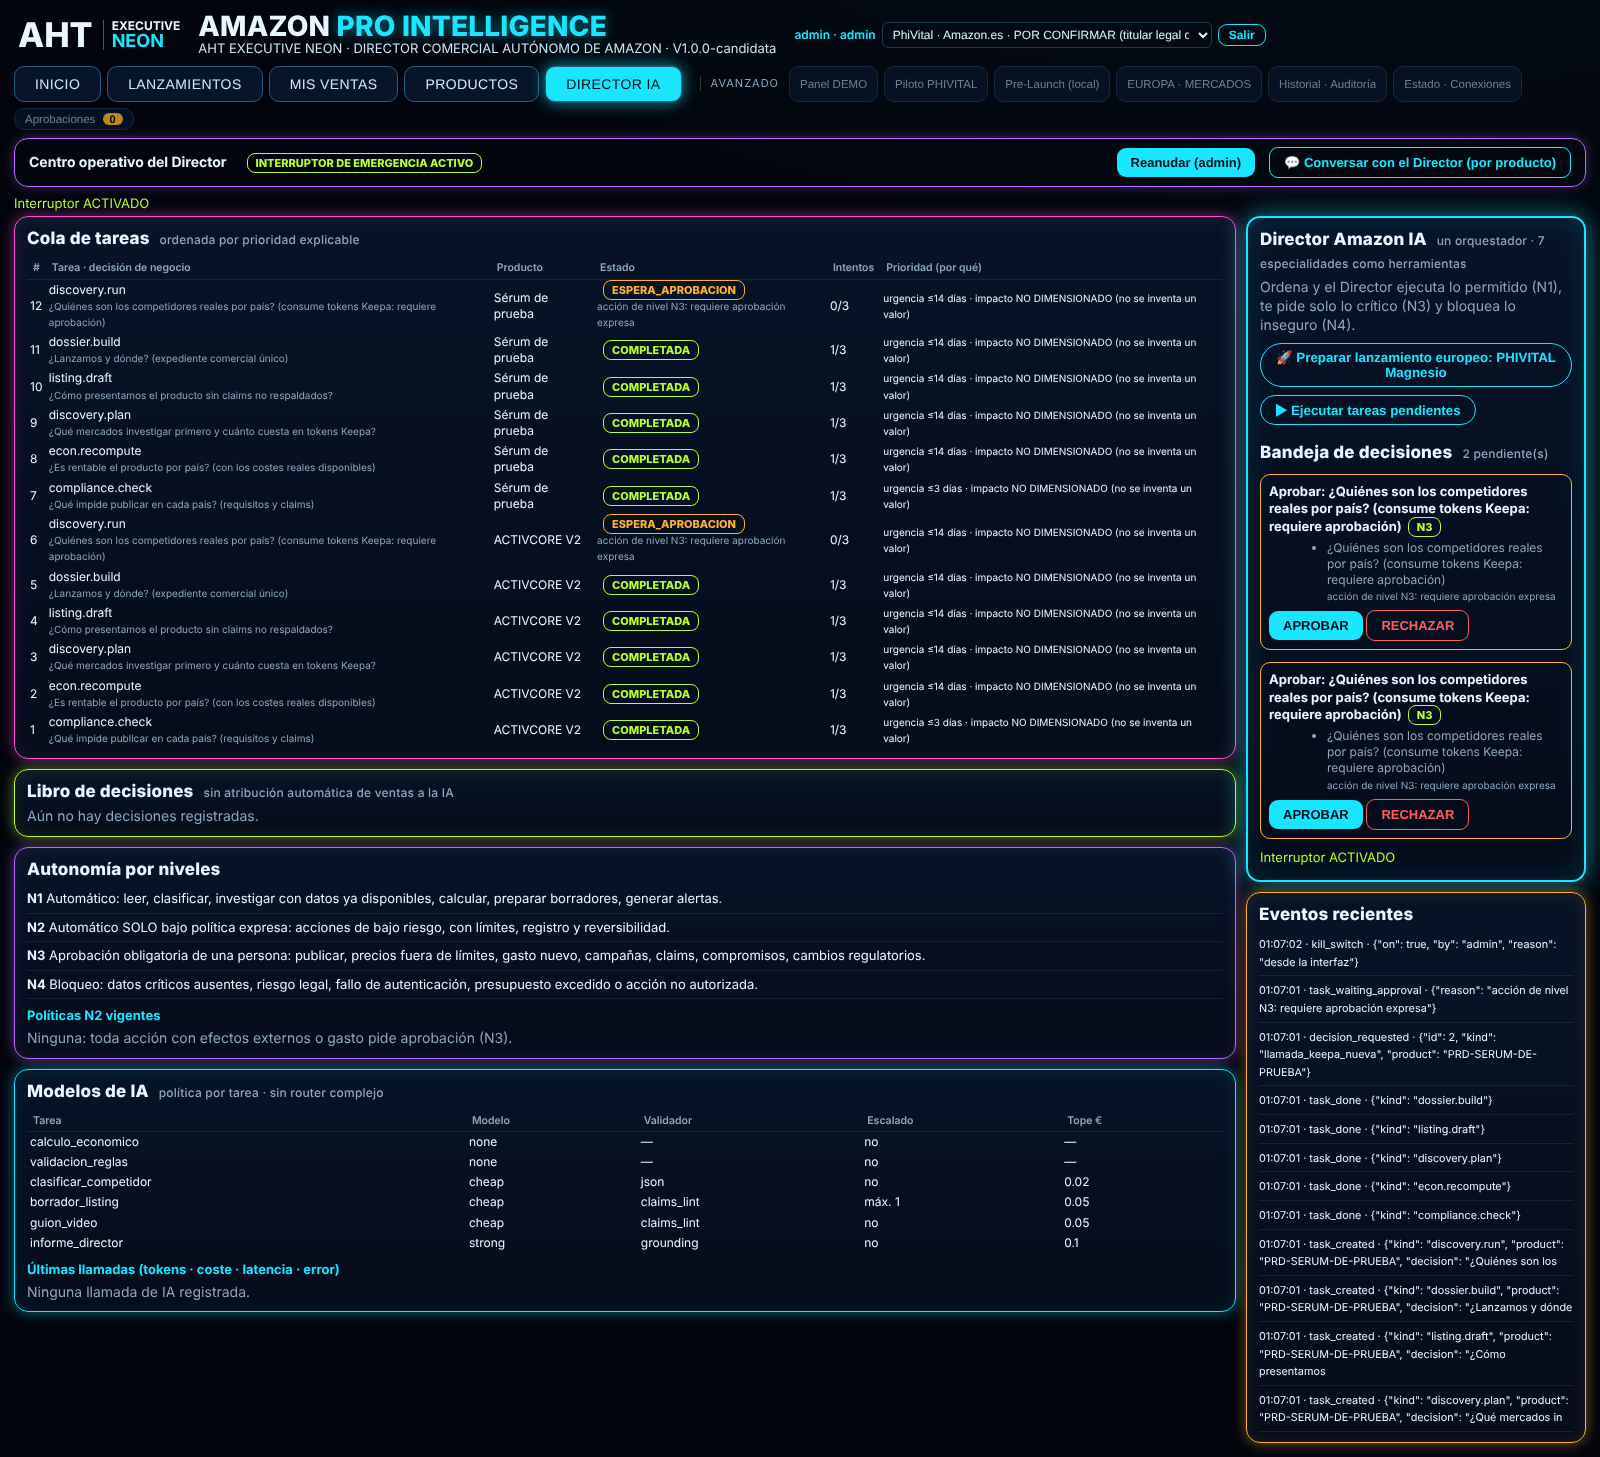 AHT
EXECUTIVE
NEON
AMAZON PRO INTELLIGENCE
AHT EXECUTIVE NEON · DIRECTOR COMERCIAL AUTÓNOMO DE AMAZON · V1.0.0-candidata
admin · admin
PhiVital · Amazon.es · POR CONFIRMAR (titular legal d
Salir
INICIO
LANZAMIENTOS
MIS VENTAS
PRODUCTOS
DIRECTOR IA
AVANZADO
Panel DEMO
Piloto PHIVITAL
Pre-Launch (local)
EUROPA · MERCADOS
Historial · Auditoría
Estado · Conexiones
Aprobaciones 0
Centro operativo del Director
INTERRUPTOR DE EMERGENCIA ACTIVO
Reanudar (admin)
💬 Conversar con el Director (por producto)
Interruptor ACTIVADO
Cola de tareas ordenada por prioridad explicable
# Tarea · decisión de negocio Producto Estado Intentos Prioridad (por qué)
12 discovery.run
¿Quiénes son los competidores reales por país? (consume tokens Keepa: requiere
aprobación)
Sérum de
prueba
ESPERA_APROBACION
acción de nivel N3: requiere aprobación
expresa
0/3
urgencia ≤14 días · impacto NO DIMENSIONADO (no se inventa un
valor)
11 dossier.build
¿Lanzamos y dónde? (expediente comercial único)
Sérum de
prueba
COMPLETADA
1/3
urgencia ≤14 días · impacto NO DIMENSIONADO (no se inventa un
valor)
10 listing.draft
¿Cómo presentamos el producto sin claims no respaldados?
Sérum de
prueba
COMPLETADA
1/3
urgencia ≤14 días · impacto NO DIMENSIONADO (no se inventa un
valor)
9 discovery.plan
¿Qué mercados investigar primero y cuánto cuesta en tokens Keepa?
Sérum de
prueba
COMPLETADA
1/3
urgencia ≤14 días · impacto NO DIMENSIONADO (no se inventa un
valor)
8 econ.recompute
¿Es rentable el producto por país? (con los costes reales disponibles)
Sérum de
prueba
COMPLETADA
1/3
urgencia ≤14 días · impacto NO DIMENSIONADO (no se inventa un
valor)
7 compliance.check
¿Qué impide publicar en cada país? (requisitos y claims)
Sérum de
prueba
COMPLETADA
1/3
urgencia ≤3 días · impacto NO DIMENSIONADO (no se inventa un
valor)
6 discovery.run
¿Quiénes son los competidores reales por país? (consume tokens Keepa: requiere
aprobación)
ACTIVCORE V2
ESPERA_APROBACION
acción de nivel N3: requiere aprobación
expresa
0/3
urgencia ≤14 días · impacto NO DIMENSIONADO (no se inventa un
valor)
5 dossier.build
¿Lanzamos y dónde? (expediente comercial único)
ACTIVCORE V2
COMPLETADA
1/3
urgencia ≤14 días · impacto NO DIMENSIONADO (no se inventa un
valor)
4 listing.draft
¿Cómo presentamos el producto sin claims no respaldados?
ACTIVCORE V2
COMPLETADA
1/3
urgencia ≤14 días · impacto NO DIMENSIONADO (no se inventa un
valor)
3 discovery.plan
¿Qué mercados investigar primero y cuánto cuesta en tokens Keepa?
ACTIVCORE V2
COMPLETADA
1/3
urgencia ≤14 días · impacto NO DIMENSIONADO (no se inventa un
valor)
2 econ.recompute
¿Es rentable el producto por país? (con los costes reales disponibles)
ACTIVCORE V2
COMPLETADA
1/3
urgencia ≤14 días · impacto NO DIMENSIONADO (no se inventa un
valor)
1 compliance.check
¿Qué impide publicar en cada país? (requisitos y claims)
ACTIVCORE V2
COMPLETADA
1/3
urgencia ≤3 días · impacto NO DIMENSIONADO (no se inventa un
valor)
Libro de decisiones sin atribución automática de ventas a la IA
Aún no hay decisiones registradas.
Autonomía por niveles
N1 Automático: leer, clasificar, investigar con datos ya disponibles, calcular, preparar borradores, generar alertas.
N2 Automático SOLO bajo política expresa: acciones de bajo riesgo, con límites, registro y reversibilidad.
N3 Aprobación obligatoria de una persona: publicar, precios fuera de límites, gasto nuevo, campañas, claims, compromisos, cambios regulatorios.
N4 Bloqueo: datos críticos ausentes, riesgo legal, fallo de autenticación, presupuesto excedido o acción no autorizada.
Políticas N2 vigentes
Ninguna: toda acción con efectos externos o gasto pide aprobación (N3).
Modelos de IA política por tarea · sin router complejo
Tarea Modelo Validador Escalado Tope €
calculo_economico none — no —
validacion_reglas none — no —
clasificar_competidor cheap json no 0.02
borrador_listing cheap claims_lint máx. 1 0.05
guion_video cheap claims_lint no 0.05
informe_director strong grounding no 0.1
Últimas llamadas (tokens · coste · latencia · error)
Ninguna llamada de IA registrada.
Director Amazon IA un orquestador · 7
especialidades como herramientas
Ordena y el Director ejecuta lo permitido (N1),
te pide solo lo crítico (N3) y bloquea lo
inseguro (N4).
🚀 Preparar lanzamiento europeo: PHIVITAL
Magnesio
▶ Ejecutar tareas pendientes
Bandeja de decisiones 2 pendiente(s)
Aprobar: ¿Quiénes son los competidores
reales por país? (consume tokens Keepa:
requiere aprobación) N3
• ¿Quiénes son los competidores reales
por país? (consume tokens Keepa:
requiere aprobación)
acción de nivel N3: requiere aprobación expresa
APROBAR RECHAZAR
Aprobar: ¿Quiénes son los competidores
reales por país? (consume tokens Keepa:
requiere aprobación) N3
• ¿Quiénes son los competidores reales
por país? (consume tokens Keepa:
requiere aprobación)
acción de nivel N3: requiere aprobación expresa
APROBAR RECHAZAR
Interruptor ACTIVADO
Eventos recientes
01:07:02 · kill_switch · {"on": true, "by": "admin", "reason":
"desde la interfaz"}
01:07:01 · task_waiting_approval · {"reason": "acción de nivel
N3: requiere aprobación expresa"}
01:07:01 · decision_requested · {"id": 2, "kind":
"llamada_keepa_nueva", "product": "PRD-SERUM-DE-
PRUEBA"}
01:07:01 · task_done · {"kind": "dossier.build"}
01:07:01 · task_done · {"kind": "listing.draft"}
01:07:01 · task_done · {"kind": "discovery.plan"}
01:07:01 · task_done · {"kind": "econ.recompute"}
01:07:01 · task_done · {"kind": "compliance.check"}
01:07:01 · task_created · {"kind": "discovery.run", "product":
"PRD-SERUM-DE-PRUEBA", "decision": "¿Quiénes son los
01:07:01 · task_created · {"kind": "dossier.build", "product":
"PRD-SERUM-DE-PRUEBA", "decision": "¿Lanzamos y dónde
01:07:01 · task_created · {"kind": "listing.draft", "product":
"PRD-SERUM-DE-PRUEBA", "decision": "¿Cómo
presentamos
01:07:01 · task_created · {"kind": "discovery.plan", "product":
"PRD-SERUM-DE-PRUEBA", "decision": "¿Qué mercados in